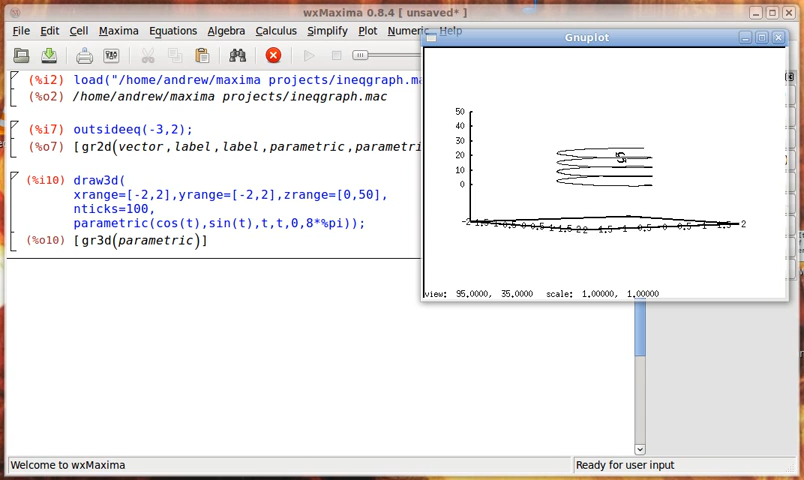 wxMaxima 0.8.4 [ unsaved* ]
File Edit Cell Maxima Equations Algebra Calculus Simplify Plot Numeric Help
(%i2) load("/home/andrew/maxima projects/ineqgraph.ma
(%o2) /home/andrew/maxima projects/ineqgraph.mac
(%i7) outsideeq(-3,2);
(%o7) [gr2d(vector,label,label,parametric,parametri
(%i10) draw3d(
xrange=[-2,2],yrange=[-2,2],zrange=[0,50],
nticks=100,
parametric(cos(t),sin(t),t,t,0,8*%pi));
(%o10) [gr3d(parametric)]
Gnuplot
50
40
30
20
10
0
2
view: 95.0000, 35.0000 scale: 1.00000, 1.00000
Welcome to wxMaxima
Ready for user input